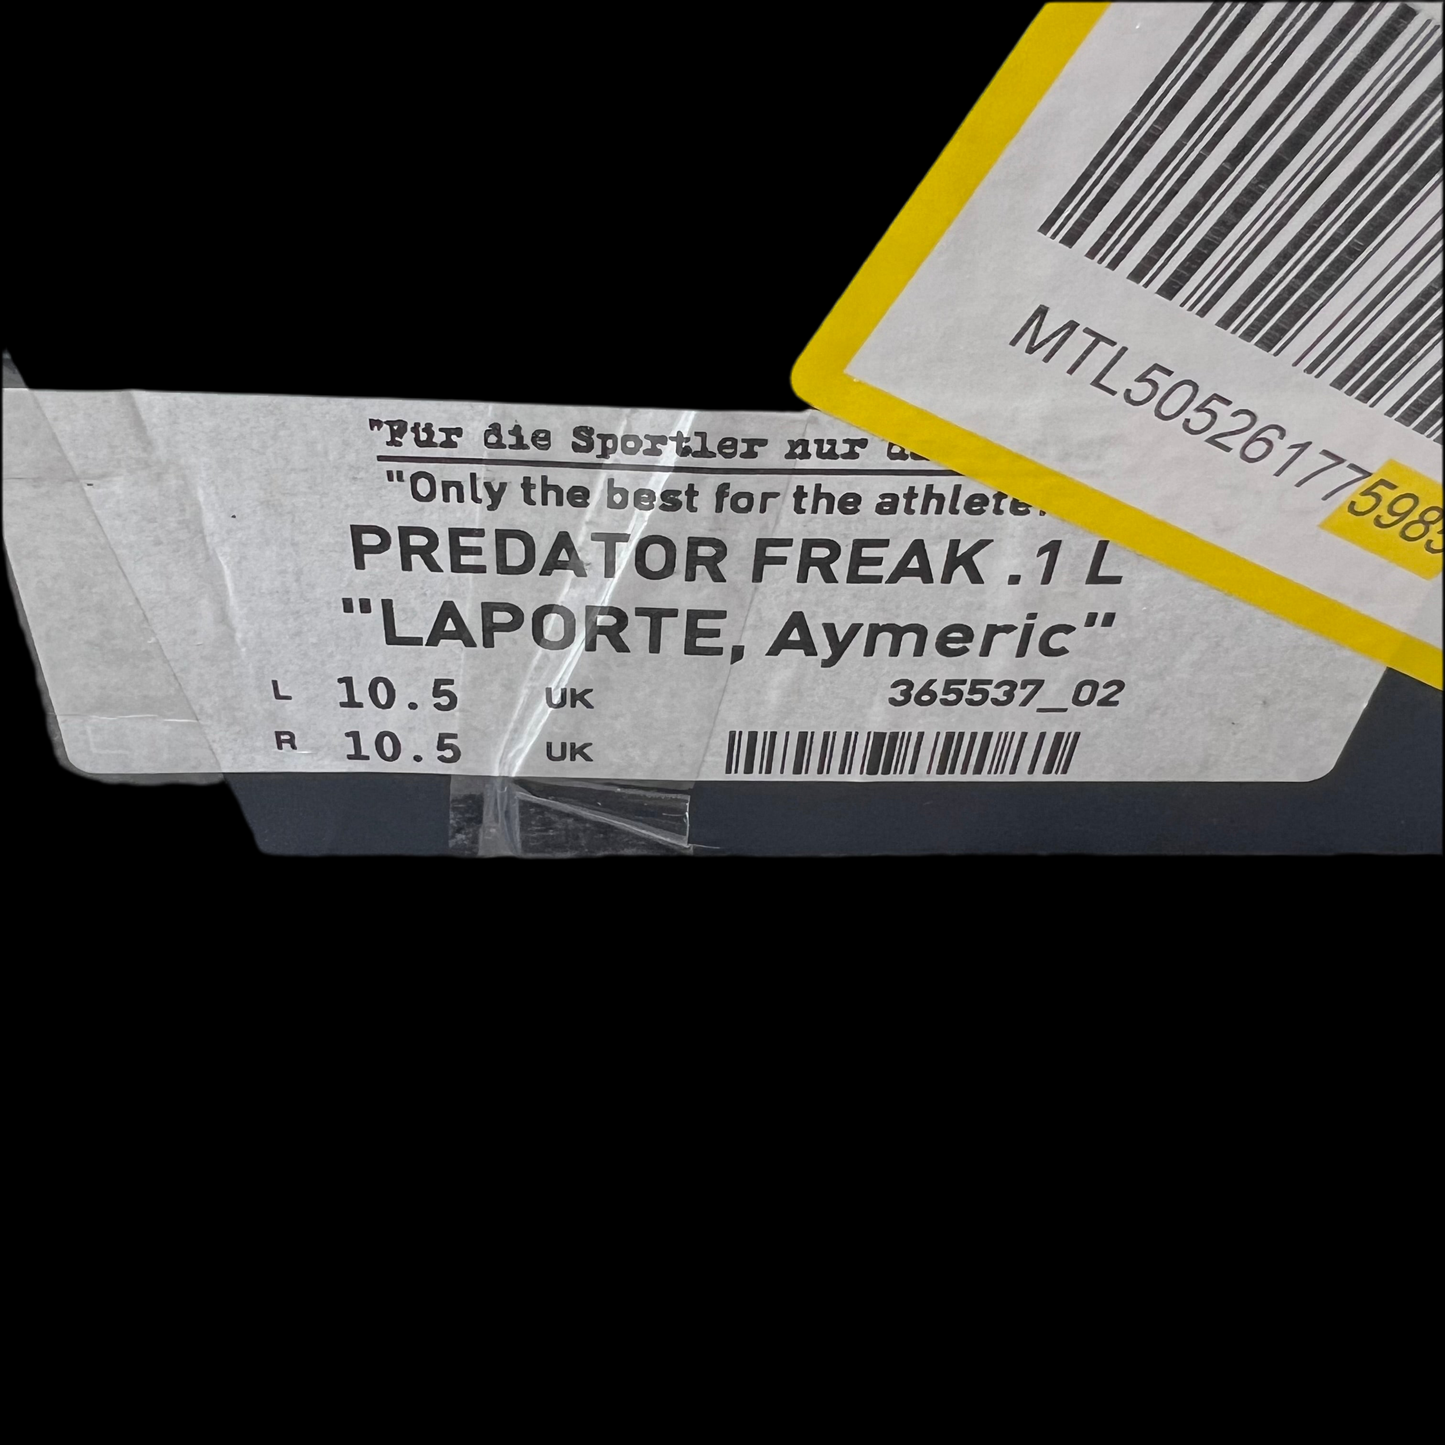 "Für die Sportler nur
"Only the best for the athlete
PREDATOR FREAK .1 L
"LAPORTE, Aymeric"
L 10.5 UK 365537_02
R 10.5 UK
MTL5052617759